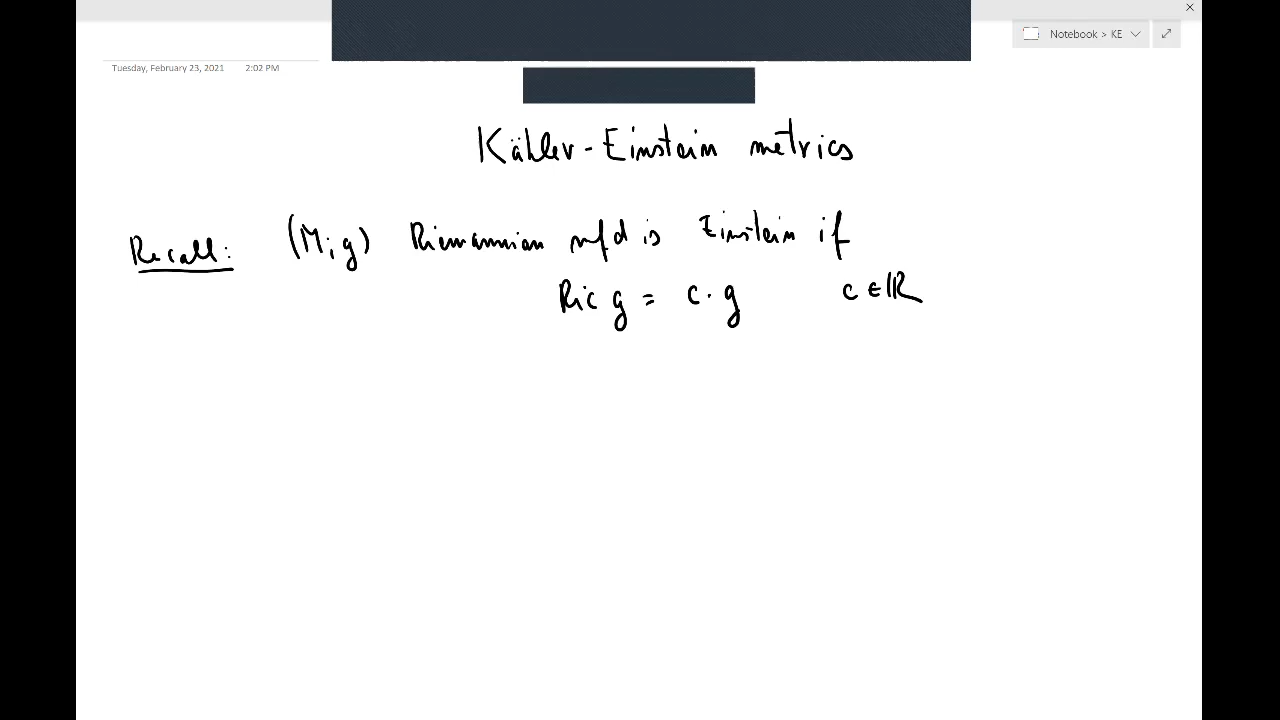 Notebook > KE
Tuesday, February 23, 2021 2:02 PM
Kähler-Einstein metrics
Recall: (M,g) Riemannian mfd is Einstein if
Ric g = c · g c ∈ ℝ